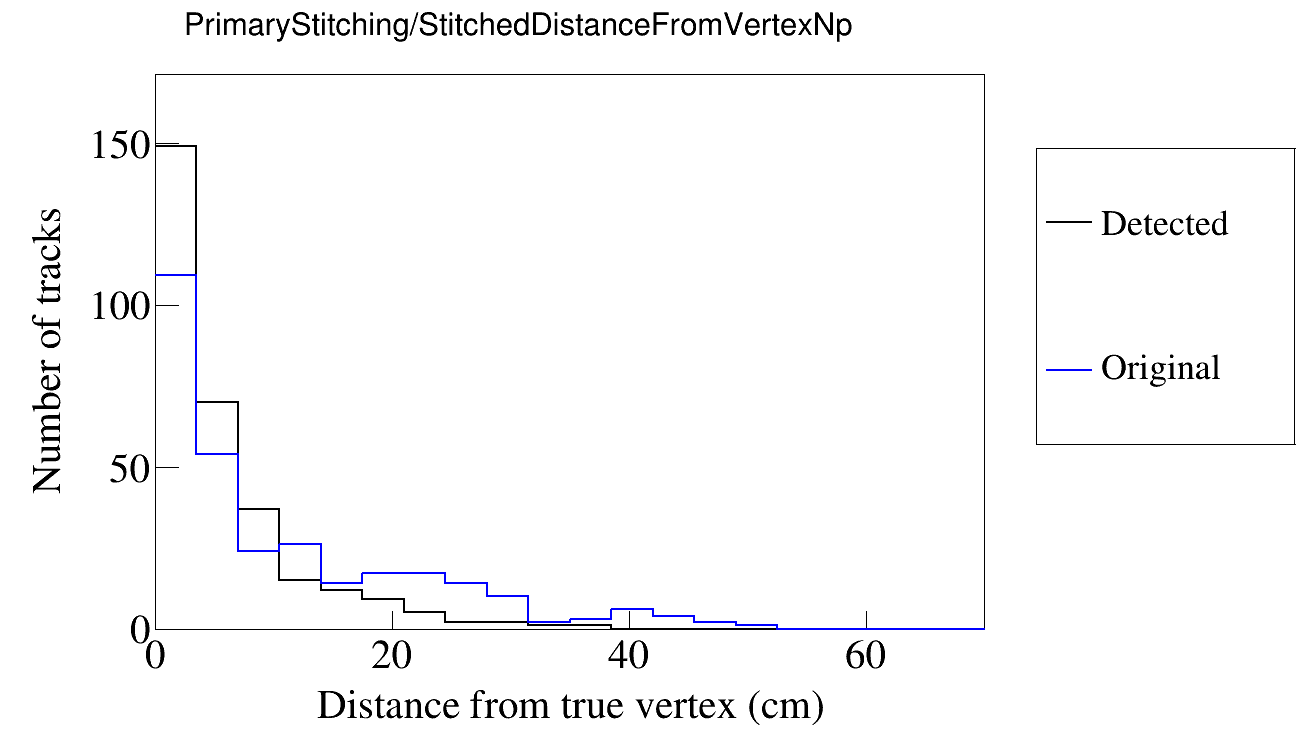 PrimaryStitching/StitchedDistanceFromVertexNp
150
100
50
0
0 20 40 60
Number of tracks
Distance from true vertex (cm)
Detected
Original